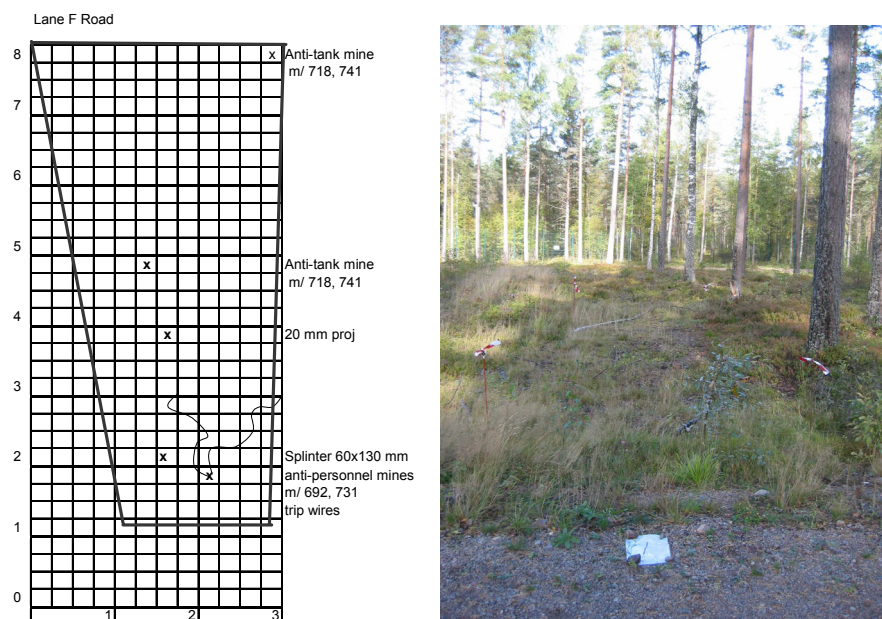 Lane F Road
8
Anti-tank mine
m/ 718, 741
7
6
5
Anti-tank mine
m/ 718, 741
4
x
20 mm proj
3
2
x
Splinter 60x130 mm
x
anti-personnel mines
m/ 692, 731
trip wires
1
0
1 2 3
x
x